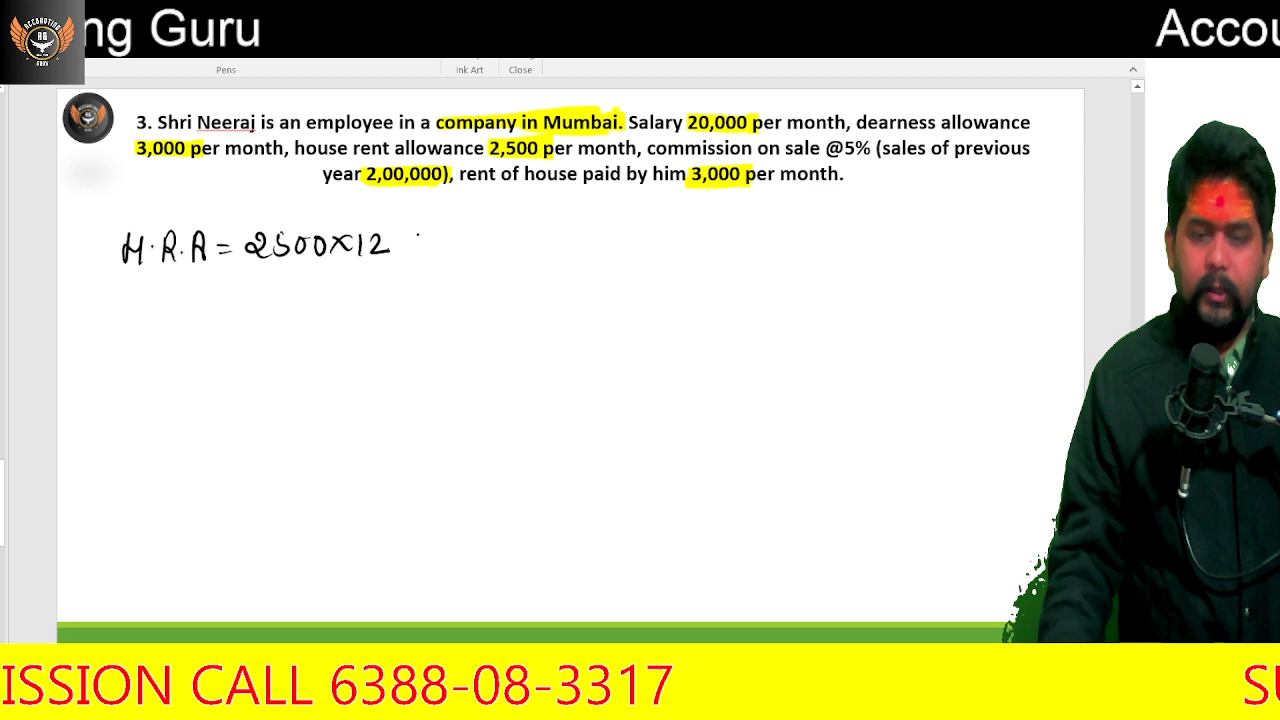 ng Guru
Accou
Pens
Ink Art
Close
3. Shri Neeraj is an employee in a company in Mumbai. Salary 20,000 per month, dearness allowance
3,000 per month, house rent allowance 2,500 per month, commission on sale @5% (sales of previous
year 2,00,000), rent of house paid by him 3,000 per month.
H.R.A = 2500×12
ISSION CALL 6388-08-3317
SU